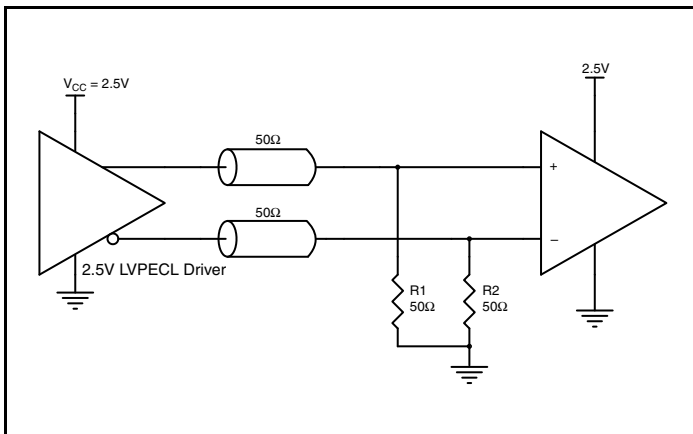 2.5V
V_CC = 2.5V
50Ω
+
50Ω
–
2.5V LVPECL Driver
R1
50Ω
R2
50Ω